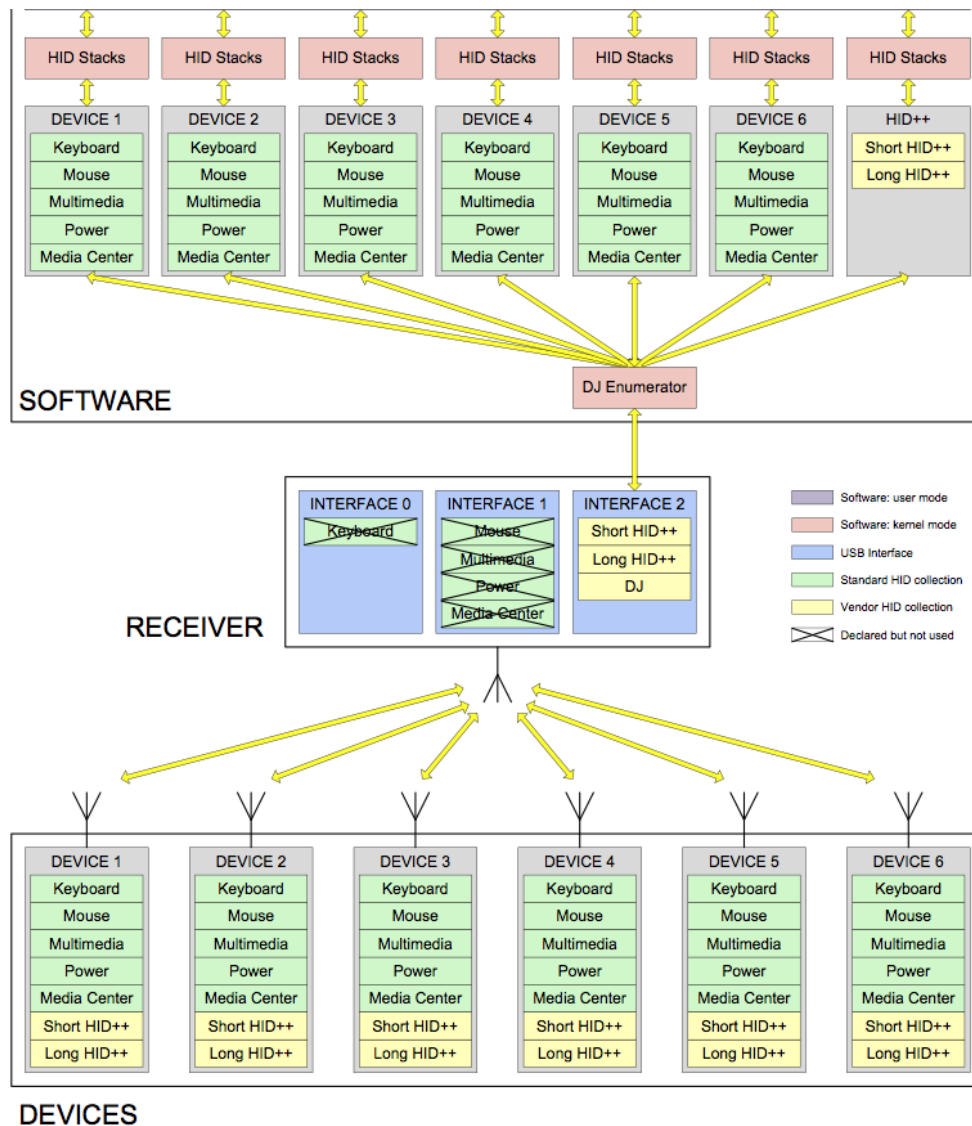 HID Stacks HID Stacks HID Stacks HID Stacks HID Stacks HID Stacks HID Stacks
DEVICE 1 DEVICE 2 DEVICE 3 DEVICE 4 DEVICE 5 DEVICE 6 HID++
Keyboard Keyboard Keyboard Keyboard Keyboard Keyboard Short HID++
Mouse Mouse Mouse Mouse Mouse Mouse Long HID++
Multimedia Multimedia Multimedia Multimedia Multimedia Multimedia
Power Power Power Power Power Power
Media Center Media Center Media Center Media Center Media Center Media Center
DJ Enumerator
SOFTWARE
INTERFACE 0 INTERFACE 1 INTERFACE 2
Keyboard Mouse Short HID++
Multimedia Long HID++
Power DJ
Media Center
RECEIVER
Software: user mode
Software: kernel mode
USB Interface
Standard HID collection
Vendor HID collection
Declared but not used
DEVICE 1 DEVICE 2 DEVICE 3 DEVICE 4 DEVICE 5 DEVICE 6
Keyboard Keyboard Keyboard Keyboard Keyboard Keyboard
Mouse Mouse Mouse Mouse Mouse Mouse
Multimedia Multimedia Multimedia Multimedia Multimedia Multimedia
Power Power Power Power Power Power
Media Center Media Center Media Center Media Center Media Center Media Center
Short HID++ Short HID++ Short HID++ Short HID++ Short HID++ Short HID++
Long HID++ Long HID++ Long HID++ Long HID++ Long HID++ Long HID++
DEVICES